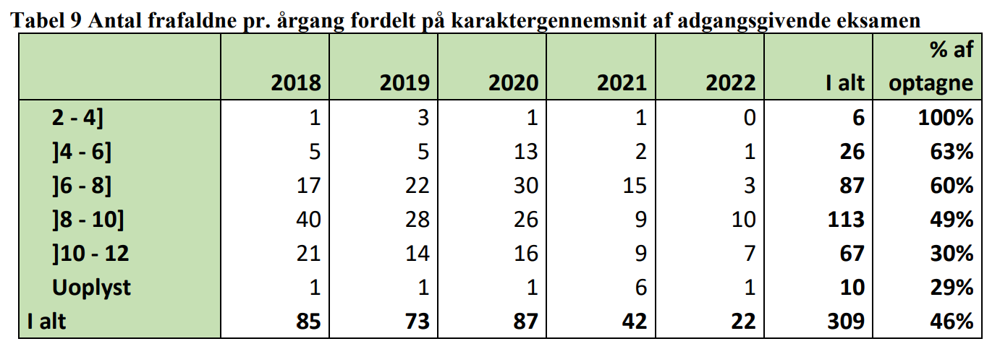 Tabel 9 Antal frafaldne pr. årgang fordelt på karaktergennemsnit af adgangsgivende eksamen
% af
2018 2019 2020 2021 2022 I alt optagne
2 - 4] 1 3 1 1 0 6 100%
]4 - 6] 5 5 13 2 1 26 63%
]6 - 8] 17 22 30 15 3 87 60%
]8 - 10] 40 28 26 9 10 113 49%
]10 - 12 21 14 16 9 7 67 30%
Uoplyst 1 1 1 6 1 10 29%
I alt 85 73 87 42 22 309 46%